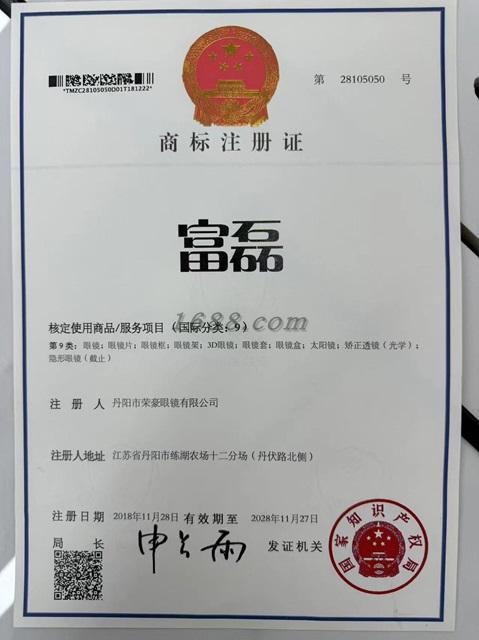 *TMZC28105050D01T181222*
第 28105050 号
商标注册证
富磊
1688.com
核定使用商品/服务项目（国际分类：9）
第9类：眼镜；眼镜片；眼镜框；眼镜架；3D眼镜；眼镜套；眼镜盒；太阳镜；矫正透镜（光学）；
隐形眼镜（截止）
注 册 人 丹阳市荣豪眼镜有限公司
注册人地址 江苏省丹阳市练湖农场十二分场（丹伏路北侧）
注册日期 2018年11月28日 有效期至 2028年11月27日
局 长 申长雨 发证机关
国家知识产权局